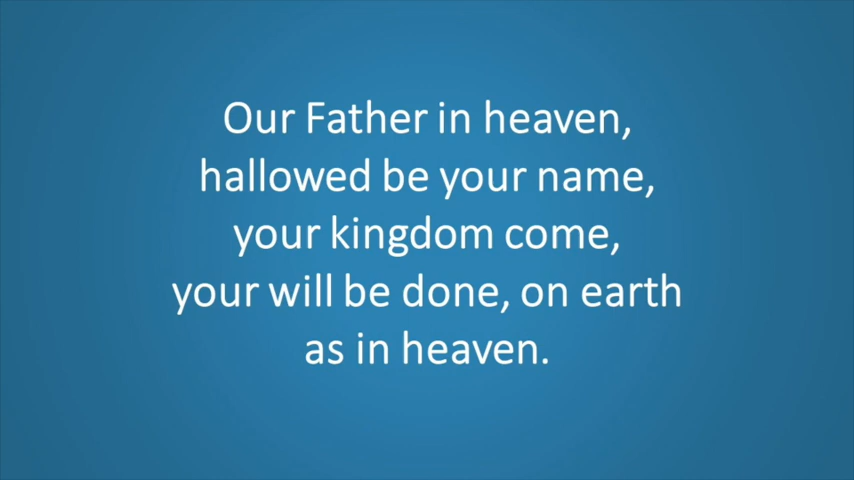 Our Father in heaven,
hallowed be your name,
your kingdom come,
your will be done, on earth
as in heaven.